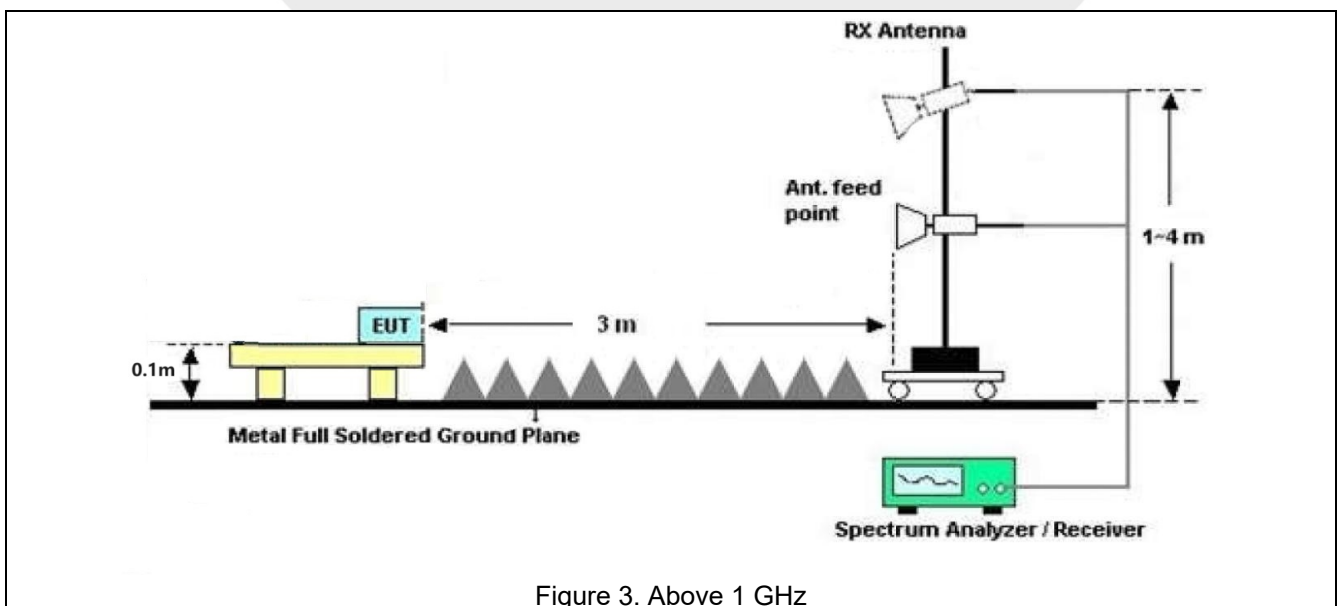 RX Antenna
Ant. feed
point
1~4 m
EUT
3 m
0.1m
Metal Full Soldered Ground Plane
Spectrum Analyzer / Receiver
Figure 3. Above 1 GHz